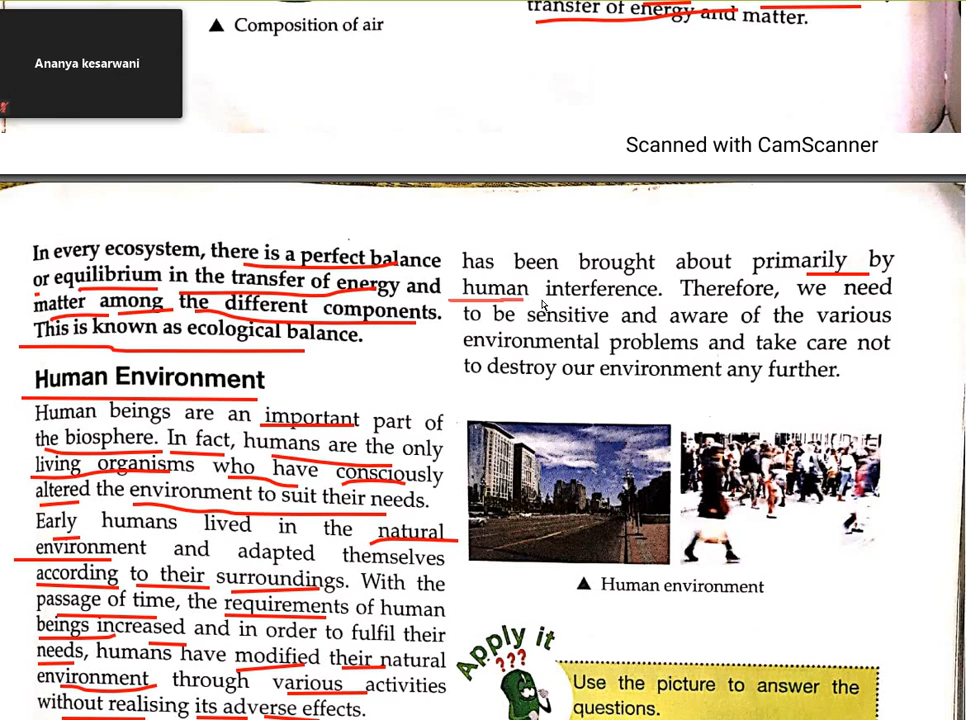 transfer of energy and matter.
▲ Composition of air
Ananya kesarwani
Scanned with CamScanner
In every ecosystem, there is a perfect balance
or equilibrium in the transfer of energy and
matter among the different components.
This is known as ecological balance.
Human Environment
Human beings are an important part of
the biosphere. In fact, humans are the only
living organisms who have consciously
altered the environment to suit their needs.
Early humans lived in the natural
environment and adapted themselves
according to their surroundings. With the
passage of time, the requirements of human
beings increased and in order to fulfil their
needs, humans have modified their natural
environment through various activities
without realising its adverse effects.
has been brought about primarily by
human interference. Therefore, we need
to be sensitive and aware of the various
environmental problems and take care not
to destroy our environment any further.
▲ Human environment
Apply it
???
Use the picture to answer the
questions.